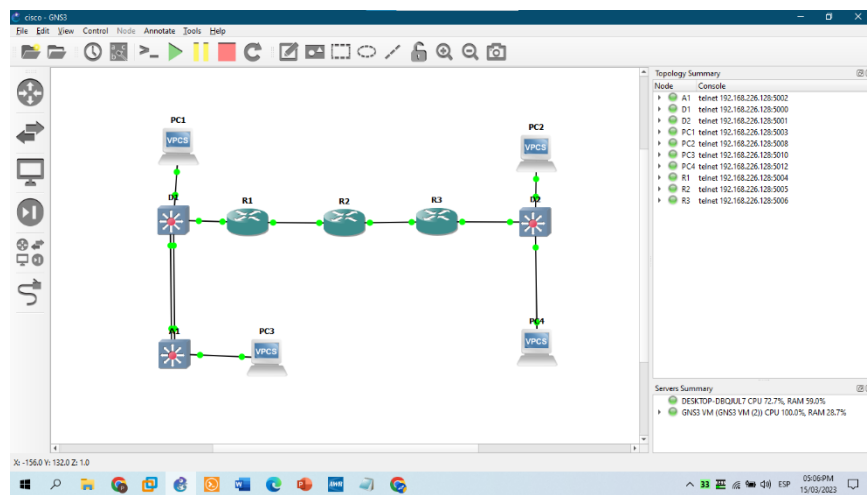 cisco - GNS3
File Edit View Control Node Annotate Tools Help
Topology Summary
Node Console
A1 telnet 192.168.226.128:5002
D1 telnet 192.168.226.128:5000
D2 telnet 192.168.226.128:5001
PC1 telnet 192.168.226.128:5003
PC2 telnet 192.168.226.128:5008
PC3 telnet 192.168.226.128:5010
PC4 telnet 192.168.226.128:5012
R1 telnet 192.168.226.128:5004
R2 telnet 192.168.226.128:5005
R3 telnet 192.168.226.128:5006
PC1
VPCS
PC2
VPCS
D1
R1
R2
R3
D2
A1
PC3
VPCS
PC4
VPCS
Servers Summary
DESKTOP-DBQJUL7 CPU 72.7%, RAM 59.0%
GNS3 VM (GNS3 VM (2)) CPU 100.0%, RAM 28.7%
X: -156.0 Y: 132.0 Z: 1.0
33
ESP
05:06PM
15/03/2023